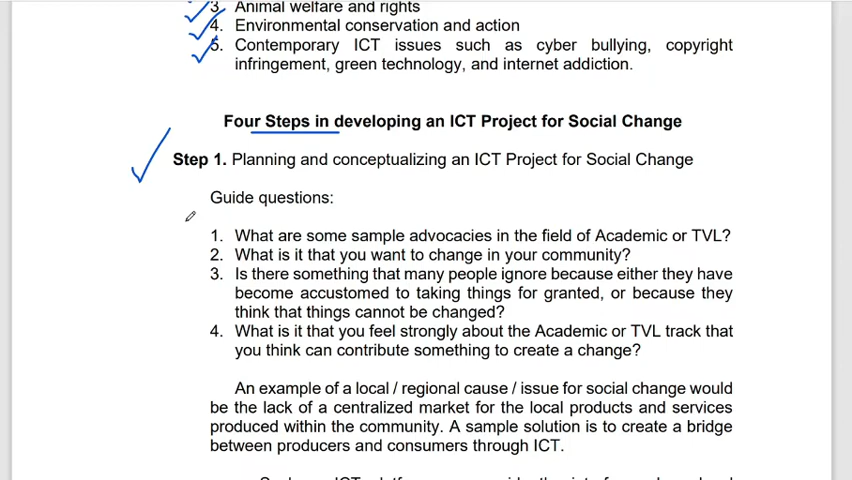 3. Animal welfare and rights
4. Environmental conservation and action
5. Contemporary ICT issues such as cyber bullying, copyright
infringement, green technology, and internet addiction.
Four Steps in developing an ICT Project for Social Change
Step 1. Planning and conceptualizing an ICT Project for Social Change
Guide questions:
1. What are some sample advocacies in the field of Academic or TVL?
2. What is it that you want to change in your community?
3. Is there something that many people ignore because either they have
become accustomed to taking things for granted, or because they
think that things cannot be changed?
4. What is it that you feel strongly about the Academic or TVL track that
you think can contribute something to create a change?
An example of a local / regional cause / issue for social change would
be the lack of a centralized market for the local products and services
produced within the community. A sample solution is to create a bridge
between producers and consumers through ICT.